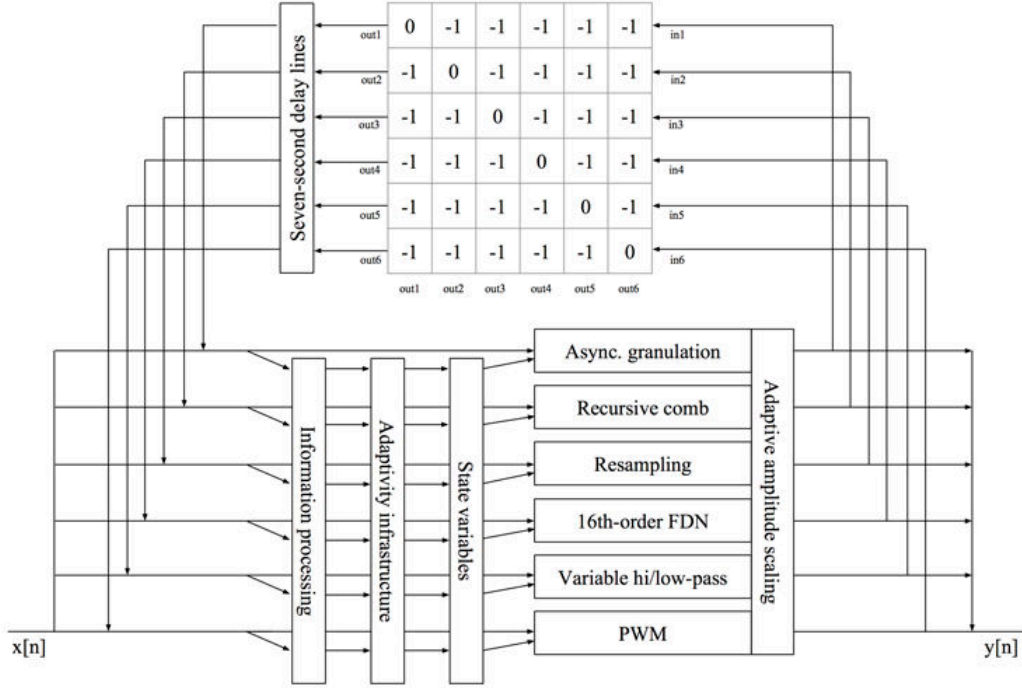 Seven-second delay lines
out1 0 -1 -1 -1 -1 -1 in1
out2 -1 0 -1 -1 -1 -1 in2
out3 -1 -1 0 -1 -1 -1 in3
out4 -1 -1 -1 0 -1 -1 in4
out5 -1 -1 -1 -1 0 -1 in5
out6 -1 -1 -1 -1 -1 0 in6
out1 out2 out3 out4 out5 out6
Information processing
Adaptivity infrastructure
State variables
Async. granulation
Recursive comb
Resampling
16th-order FDN
Variable hi/low-pass
PWM
Adaptive amplitude scaling
x[n]
y[n]